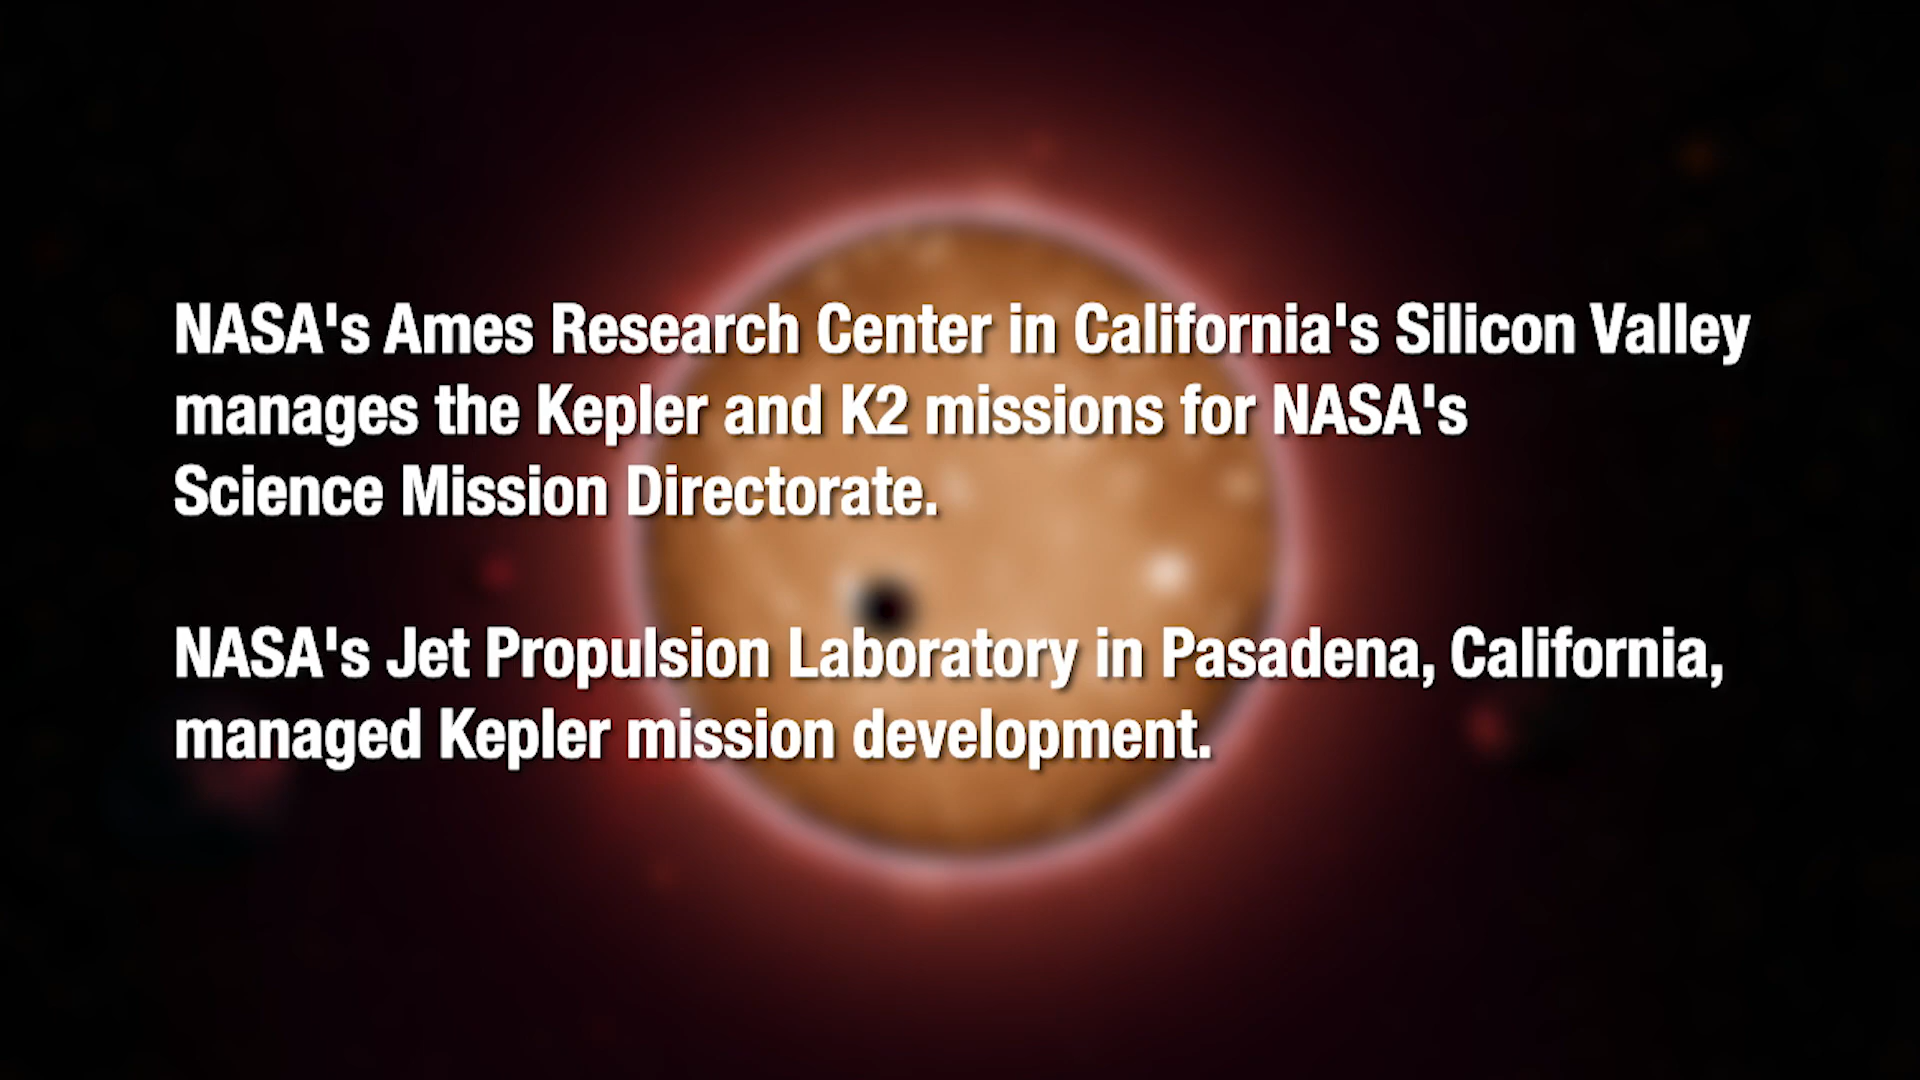 NASA's Ames Research Center in California's Silicon Valley
manages the Kepler and K2 missions for NASA's
Science Mission Directorate.
NASA's Jet Propulsion Laboratory in Pasadena, California,
managed Kepler mission development.